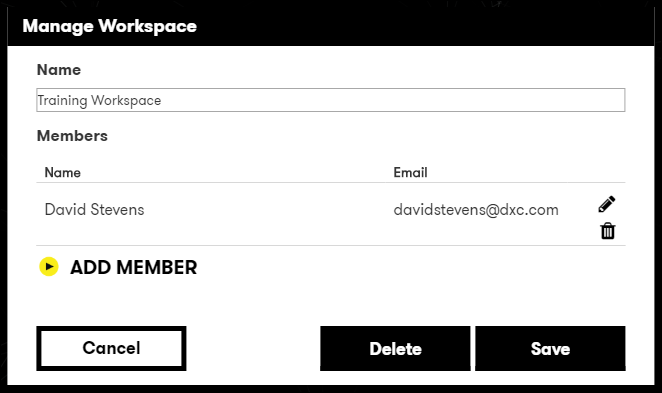 Manage Workspace
Name
Training Workspace
Members
Name Email
David Stevens davidstevens@dxc.com
ADD MEMBER
Cancel Delete Save